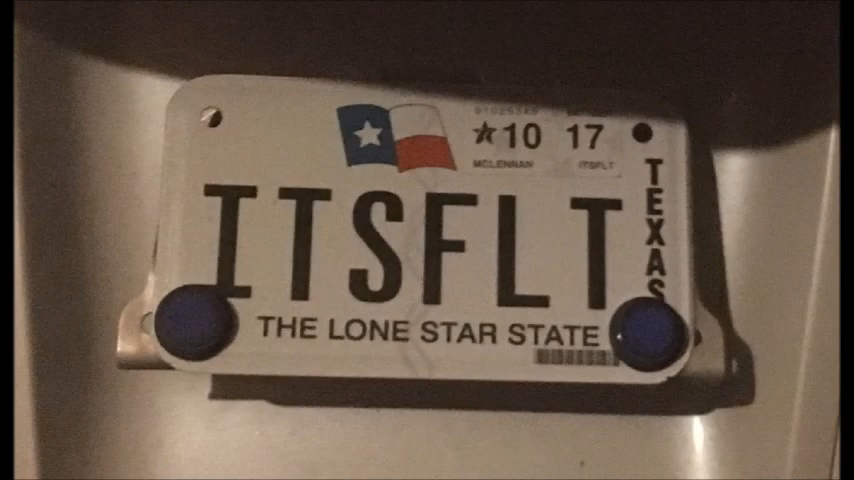 10 17
MCLENNAN ITSFLT
TEXAS
ITSFLT
THE LONE STAR STATE